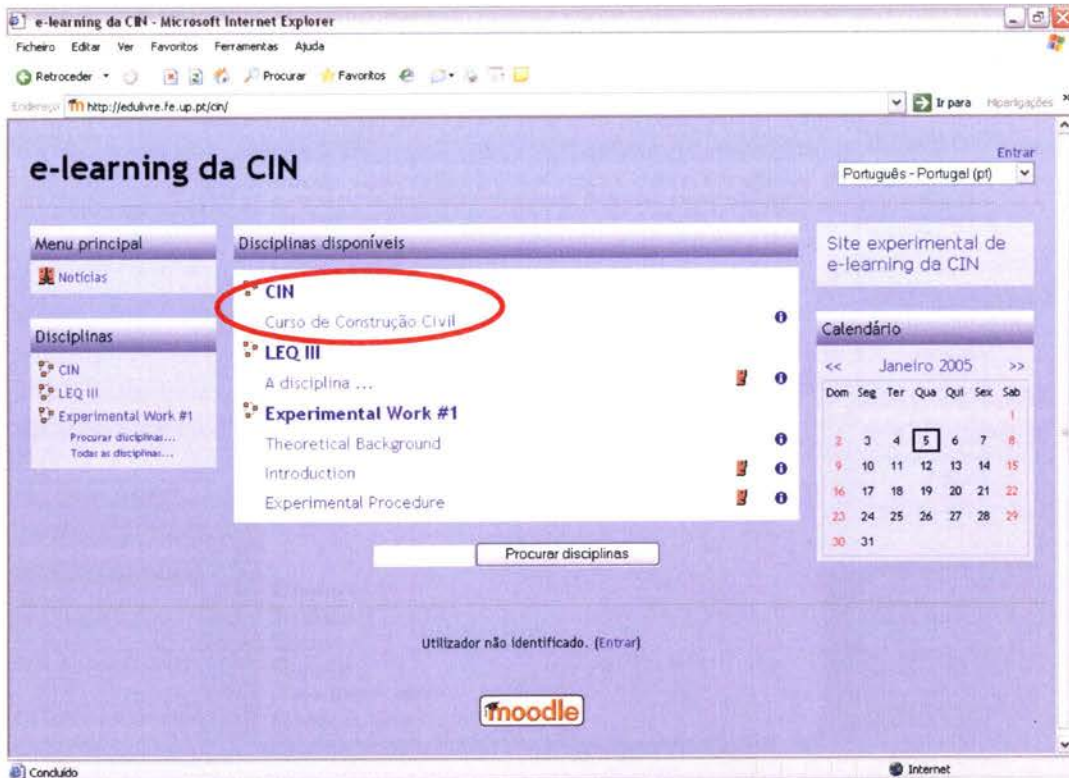 e-learning da CIN - Microsoft Internet Explorer
Ficheiro Editar Ver Favoritos Ferramentas Ajuda
Retroceder Procurar Favoritos
Endereço http://edulivre.fe.up.pt/cin/ Ir para Hiperligações »
e-learning da CIN
Entrar
Português - Portugal (pt)
Menu principal
Notícias
Disciplinas
CIN
LEQ III
Experimental Work #1
Procurar disciplinas...
Todas as disciplinas...
Disciplinas disponíveis
CIN
Curso de Construção Civil
LEQ III
A disciplina ...
Experimental Work #1
Theoretical Background
Introduction
Experimental Procedure
Procurar disciplinas
Site experimental de
e-learning da CIN
Calendário
<< Janeiro 2005 >>
Dom Seg Ter Qua Qui Sex Sab
1
2 3 4 5 6 7 8
9 10 11 12 13 14 15
16 17 18 19 20 21 22
23 24 25 26 27 28 29
30 31
Utilizador não identificado. (Entrar)
moodle
Concluído Internet